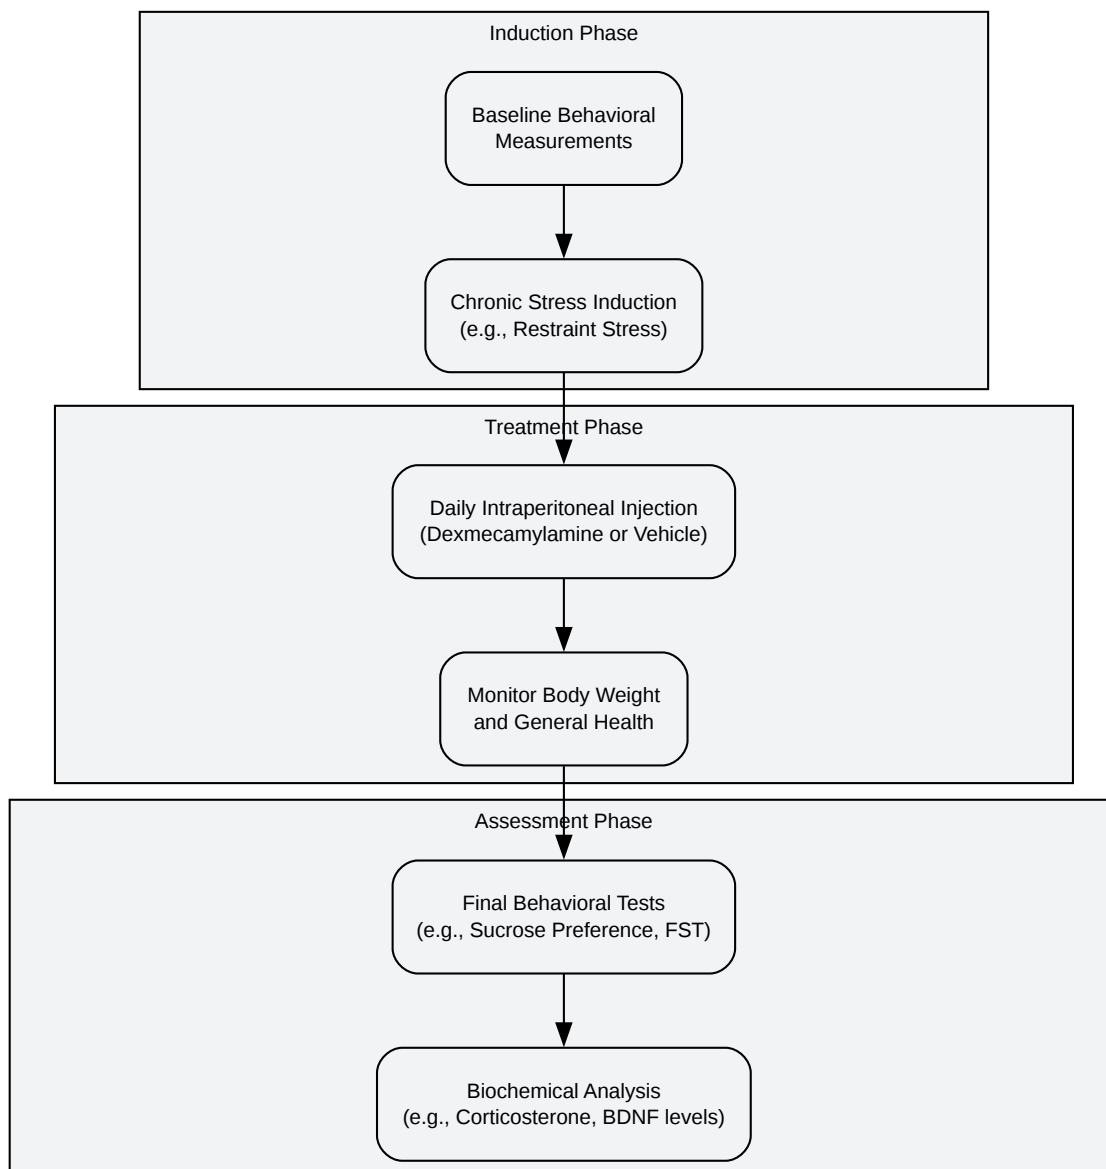 Induction Phase
Baseline Behavioral
Measurements
Chronic Stress Induction
(e.g., Restraint Stress)
Treatment Phase
Daily Intraperitoneal Injection
(Dexmecamylamine or Vehicle)
Monitor Body Weight
and General Health
Assessment Phase
Final Behavioral Tests
(e.g., Sucrose Preference, FST)
Biochemical Analysis
(e.g., Corticosterone, BDNF levels)